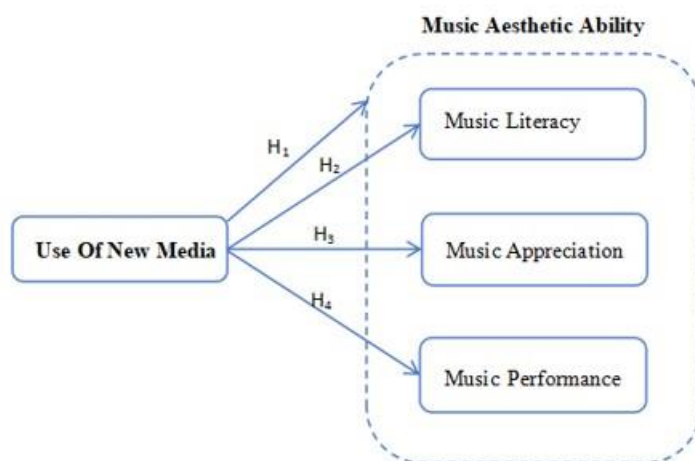 Music Aesthetic Ability
Music Literacy
H₁
H₂
Use Of New Media
H₃
Music Appreciation
H₄
Music Performance